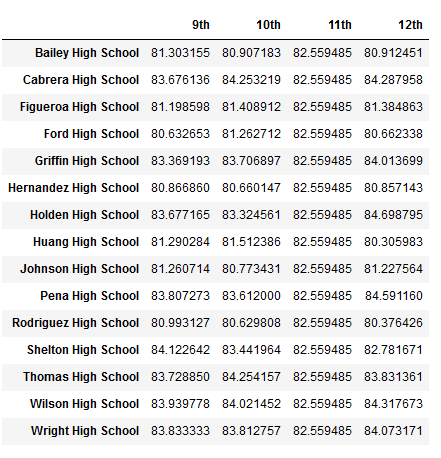 9th 10th 11th 12th
Bailey High School 81.303155 80.907183 82.559485 80.912451
Cabrera High School 83.676136 84.253219 82.559485 84.287958
Figueroa High School 81.198598 81.408912 82.559485 81.384863
Ford High School 80.632653 81.262712 82.559485 80.662338
Griffin High School 83.369193 83.706897 82.559485 84.013699
Hernandez High School 80.866860 80.660147 82.559485 80.857143
Holden High School 83.677165 83.324561 82.559485 84.698795
Huang High School 81.290284 81.512386 82.559485 80.305983
Johnson High School 81.260714 80.773431 82.559485 81.227564
Pena High School 83.807273 83.612000 82.559485 84.591160
Rodriguez High School 80.993127 80.629808 82.559485 80.376426
Shelton High School 84.122642 83.441964 82.559485 82.781671
Thomas High School 83.728850 84.254157 82.559485 83.831361
Wilson High School 83.939778 84.021452 82.559485 84.317673
Wright High School 83.833333 83.812757 82.559485 84.073171